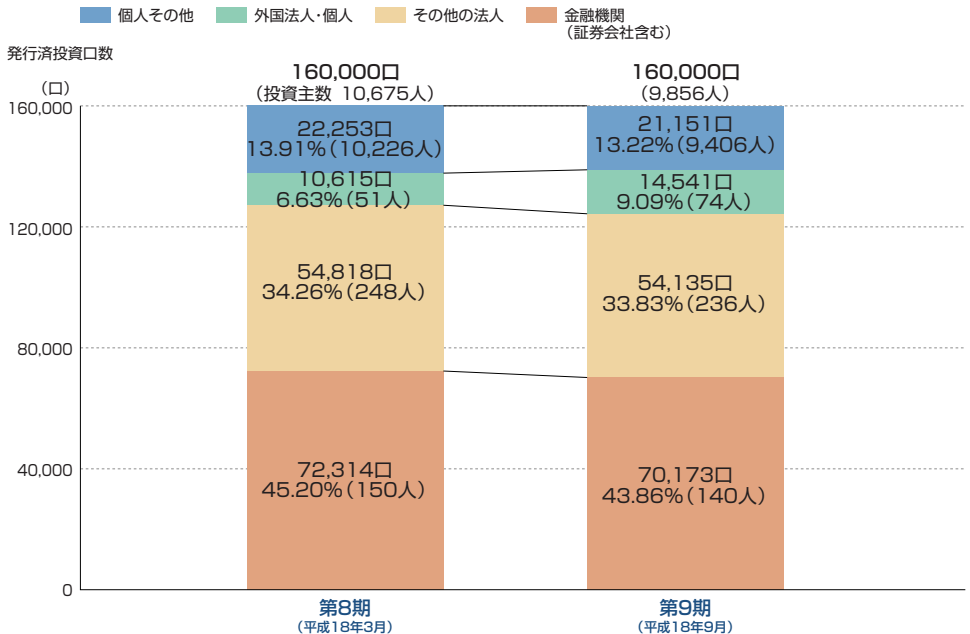 個人その他 外国法人・個人 その他の法人 金融機関
（証券会社含む）
発行済投資口数
（口）
160,000
120,000
80,000
40,000
0
160,000口
（投資主数 10,675人）
22,253口
13.91%（10,226人）
10,615口
6.63%（51人）
54,818口
34.26%（248人）
72,314口
45.20%（150人）
第8期
（平成18年3月）
160,000口
（9,856人）
21,151口
13.22%（9,406人）
14,541口
9.09%（74人）
54,135口
33.83%（236人）
70,173口
43.86%（140人）
第9期
（平成18年9月）